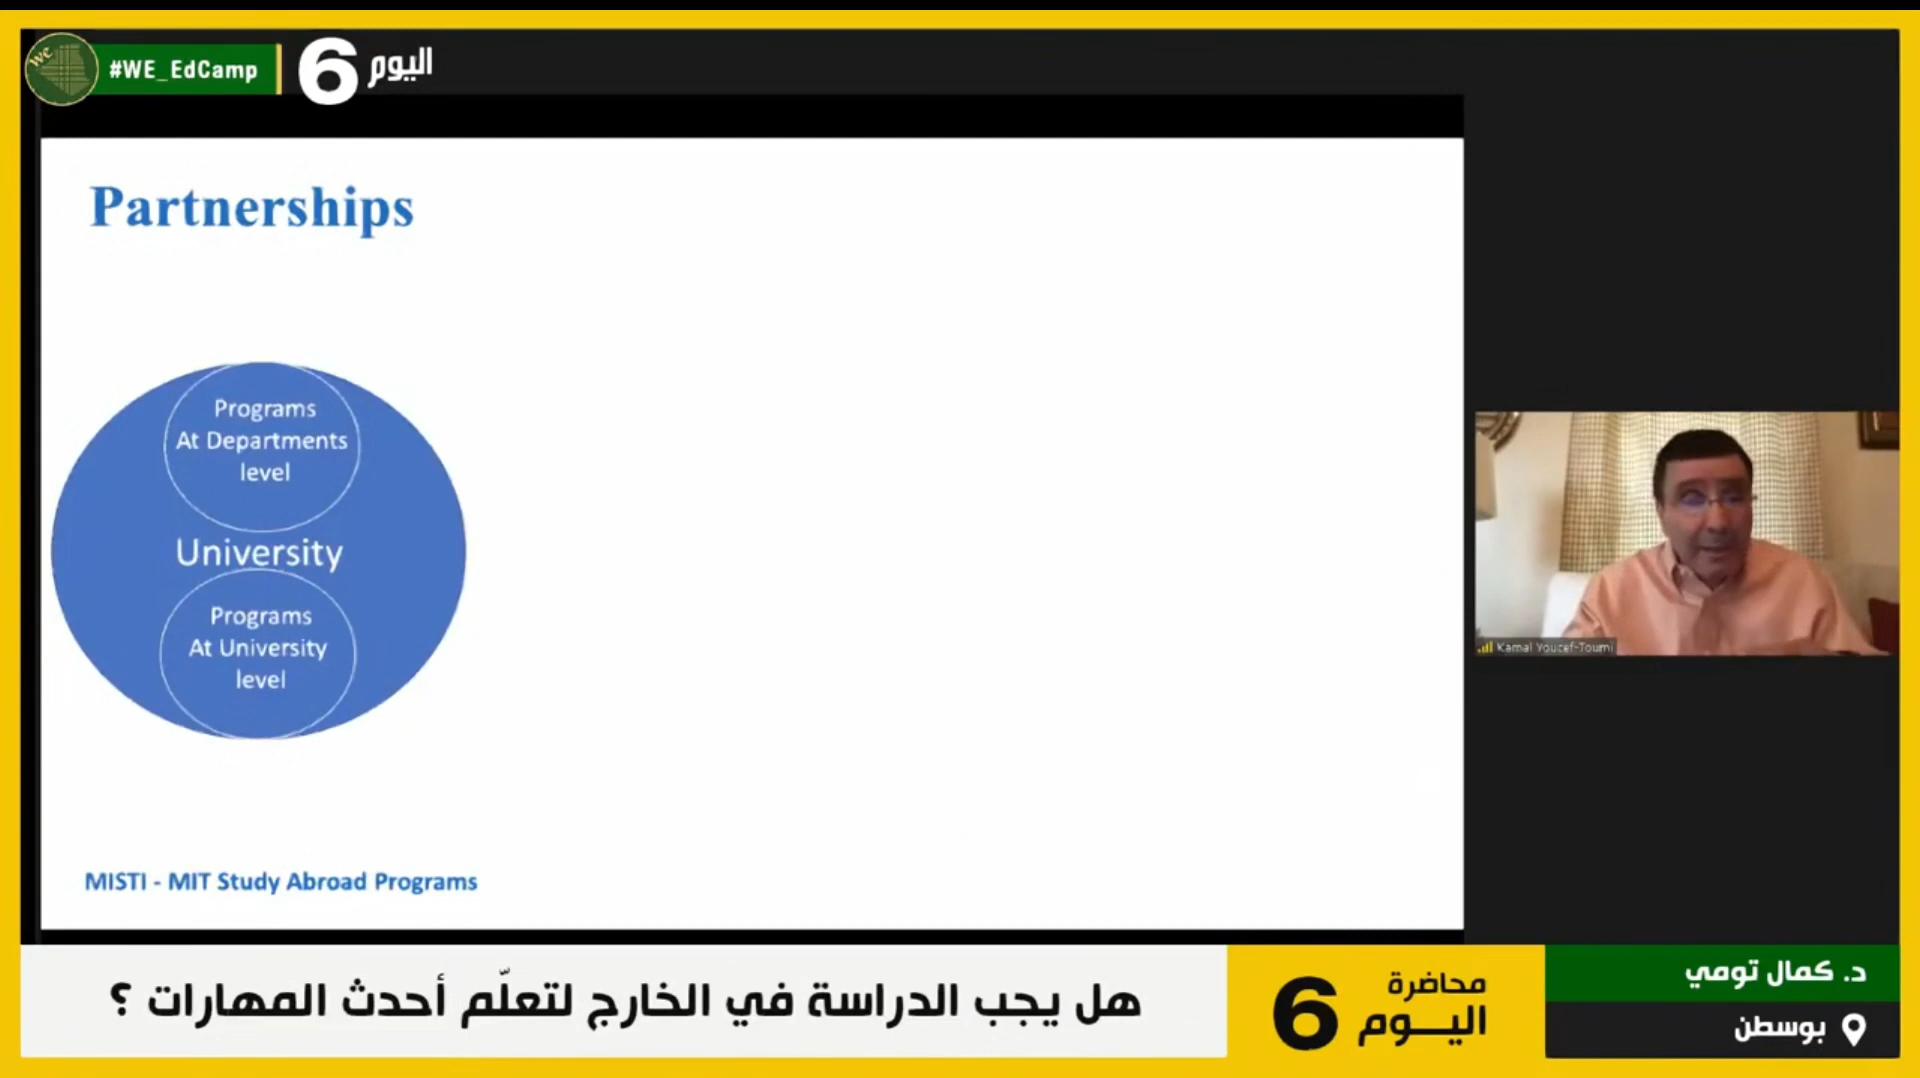 WE
#WE_EdCamp
اليوم 6
Partnerships
Programs
At Departments
level
University
Programs
At University
level
MISTI - MIT Study Abroad Programs
Kamal Youcef-Toumi
هل يجب الدراسة في الخارج لتعلّم أحدث المهارات ؟
محاضرة
اليـــوم 6
د. كمال تومي
بوسطن